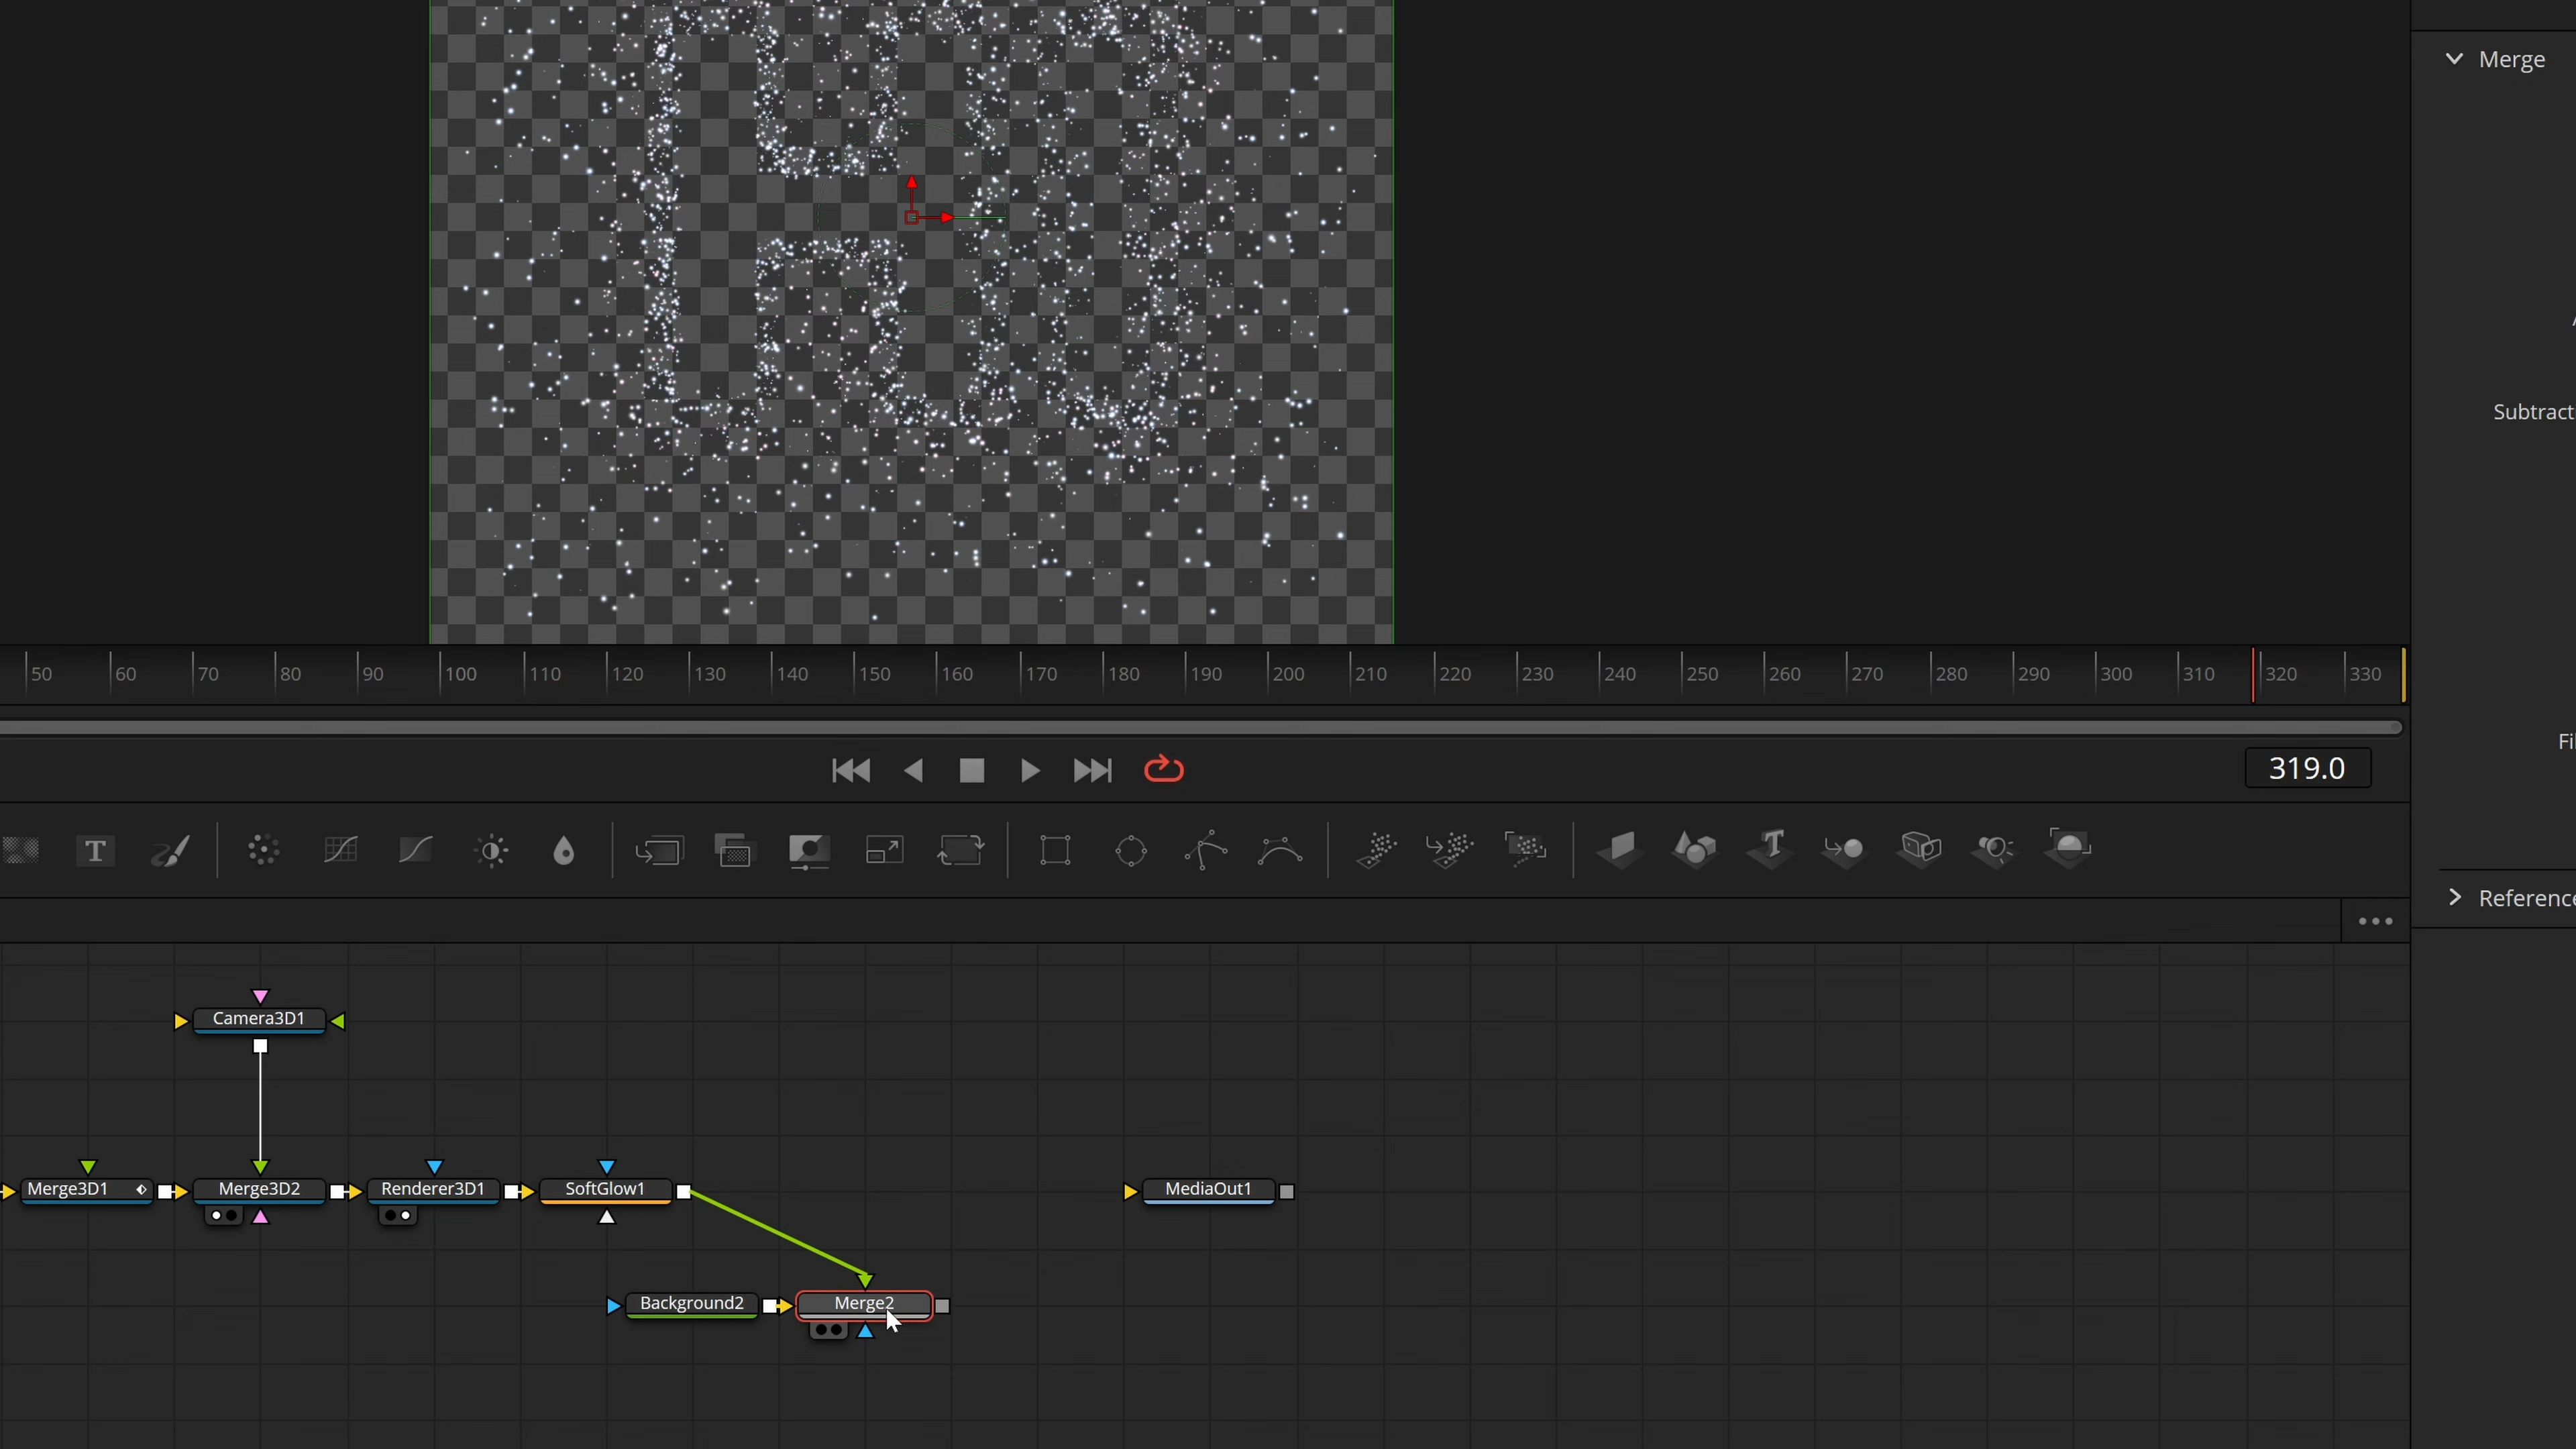 Merge
Subtract
50 60 70 80 90 100 110 120 130 140 150 160 170 180 190 200 210 220 230 240 250 260 270 280 290 300 310 320 330
319.0
T
T
Camera3D1
Merge3D1 Merge3D2 Renderer3D1 SoftGlow1 MediaOut1
Background2 Merge2